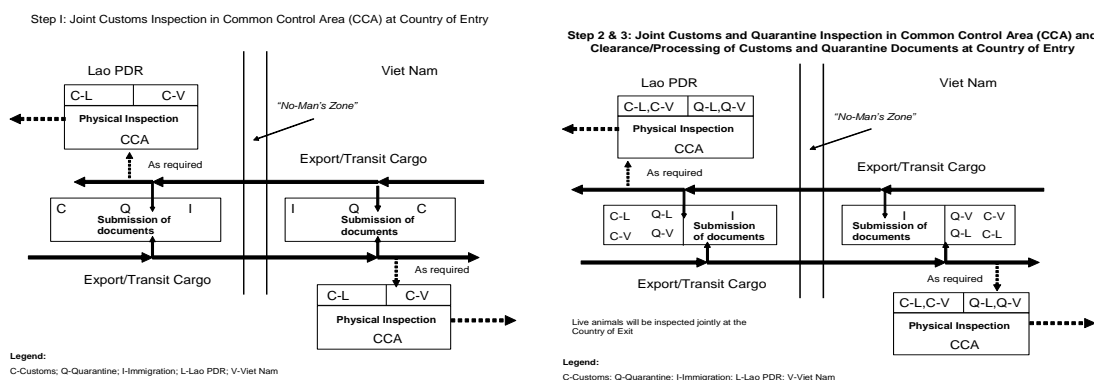 Step I: Joint Customs Inspection in Common Control Area (CCA) at Country of Entry
Lao PDR
Viet Nam
C-L
C-V
Physical Inspection
CCA
"No-Man's Zone"
As required
Export/Transit Cargo
C
Q
I
Submission of
documents
I
Q
C
Submission of
documents
Export/Transit Cargo
As required
C-L
C-V
Physical Inspection
CCA
Legend:
C-Customs; Q-Quarantine; I-Immigration; L-Lao PDR; V-Viet Nam
Step 2 & 3: Joint Customs and Quarantine Inspection in Common Control Area (CCA) and
Clearance/Processing of Customs and Quarantine Documents at Country of Entry
Lao PDR
Viet Nam
C-L,C-V
Q-L,Q-V
Physical Inspection
CCA
"No-Man's Zone"
As required
Export/Transit Cargo
C-L
Q-L
I
C-V
Q-V
Submission
of documents
I
Submission of
documents
Q-V
C-V
Q-L
C-L
Export/Transit Cargo
As required
C-L,C-V
Q-L,Q-V
Physical Inspection
CCA
Live animals will be inspected jointly at the
Country of Exit
Legend:
C-Customs; Q-Quarantine; I-Immigration; L-Lao PDR; V-Viet Nam